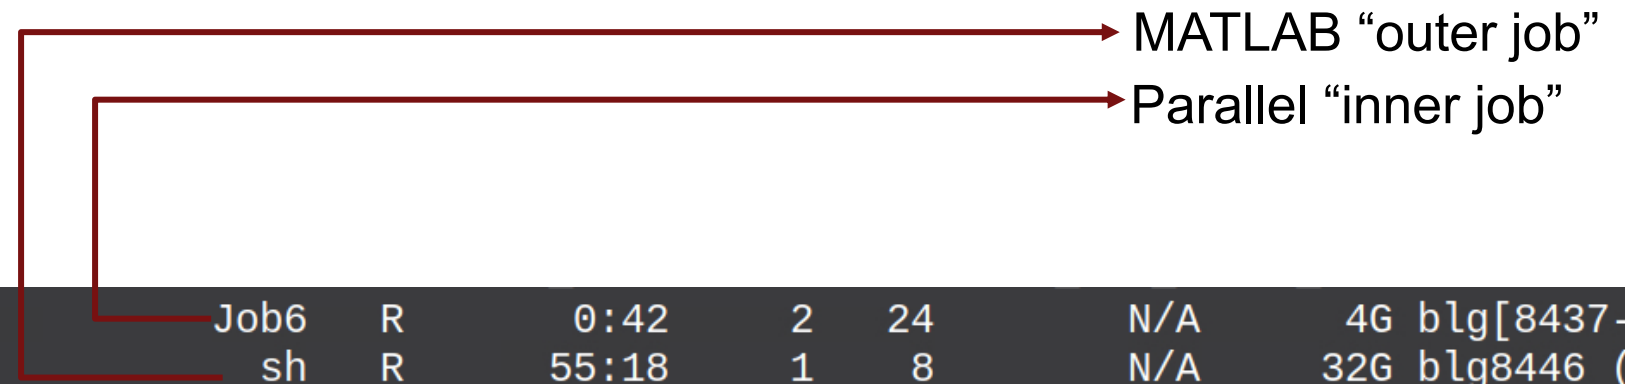 MATLAB “outer job”
Parallel “inner job”
Job6 R 0:42 2 24 N/A 4G blg[8437-
sh R 55:18 1 8 N/A 32G blg8446 (